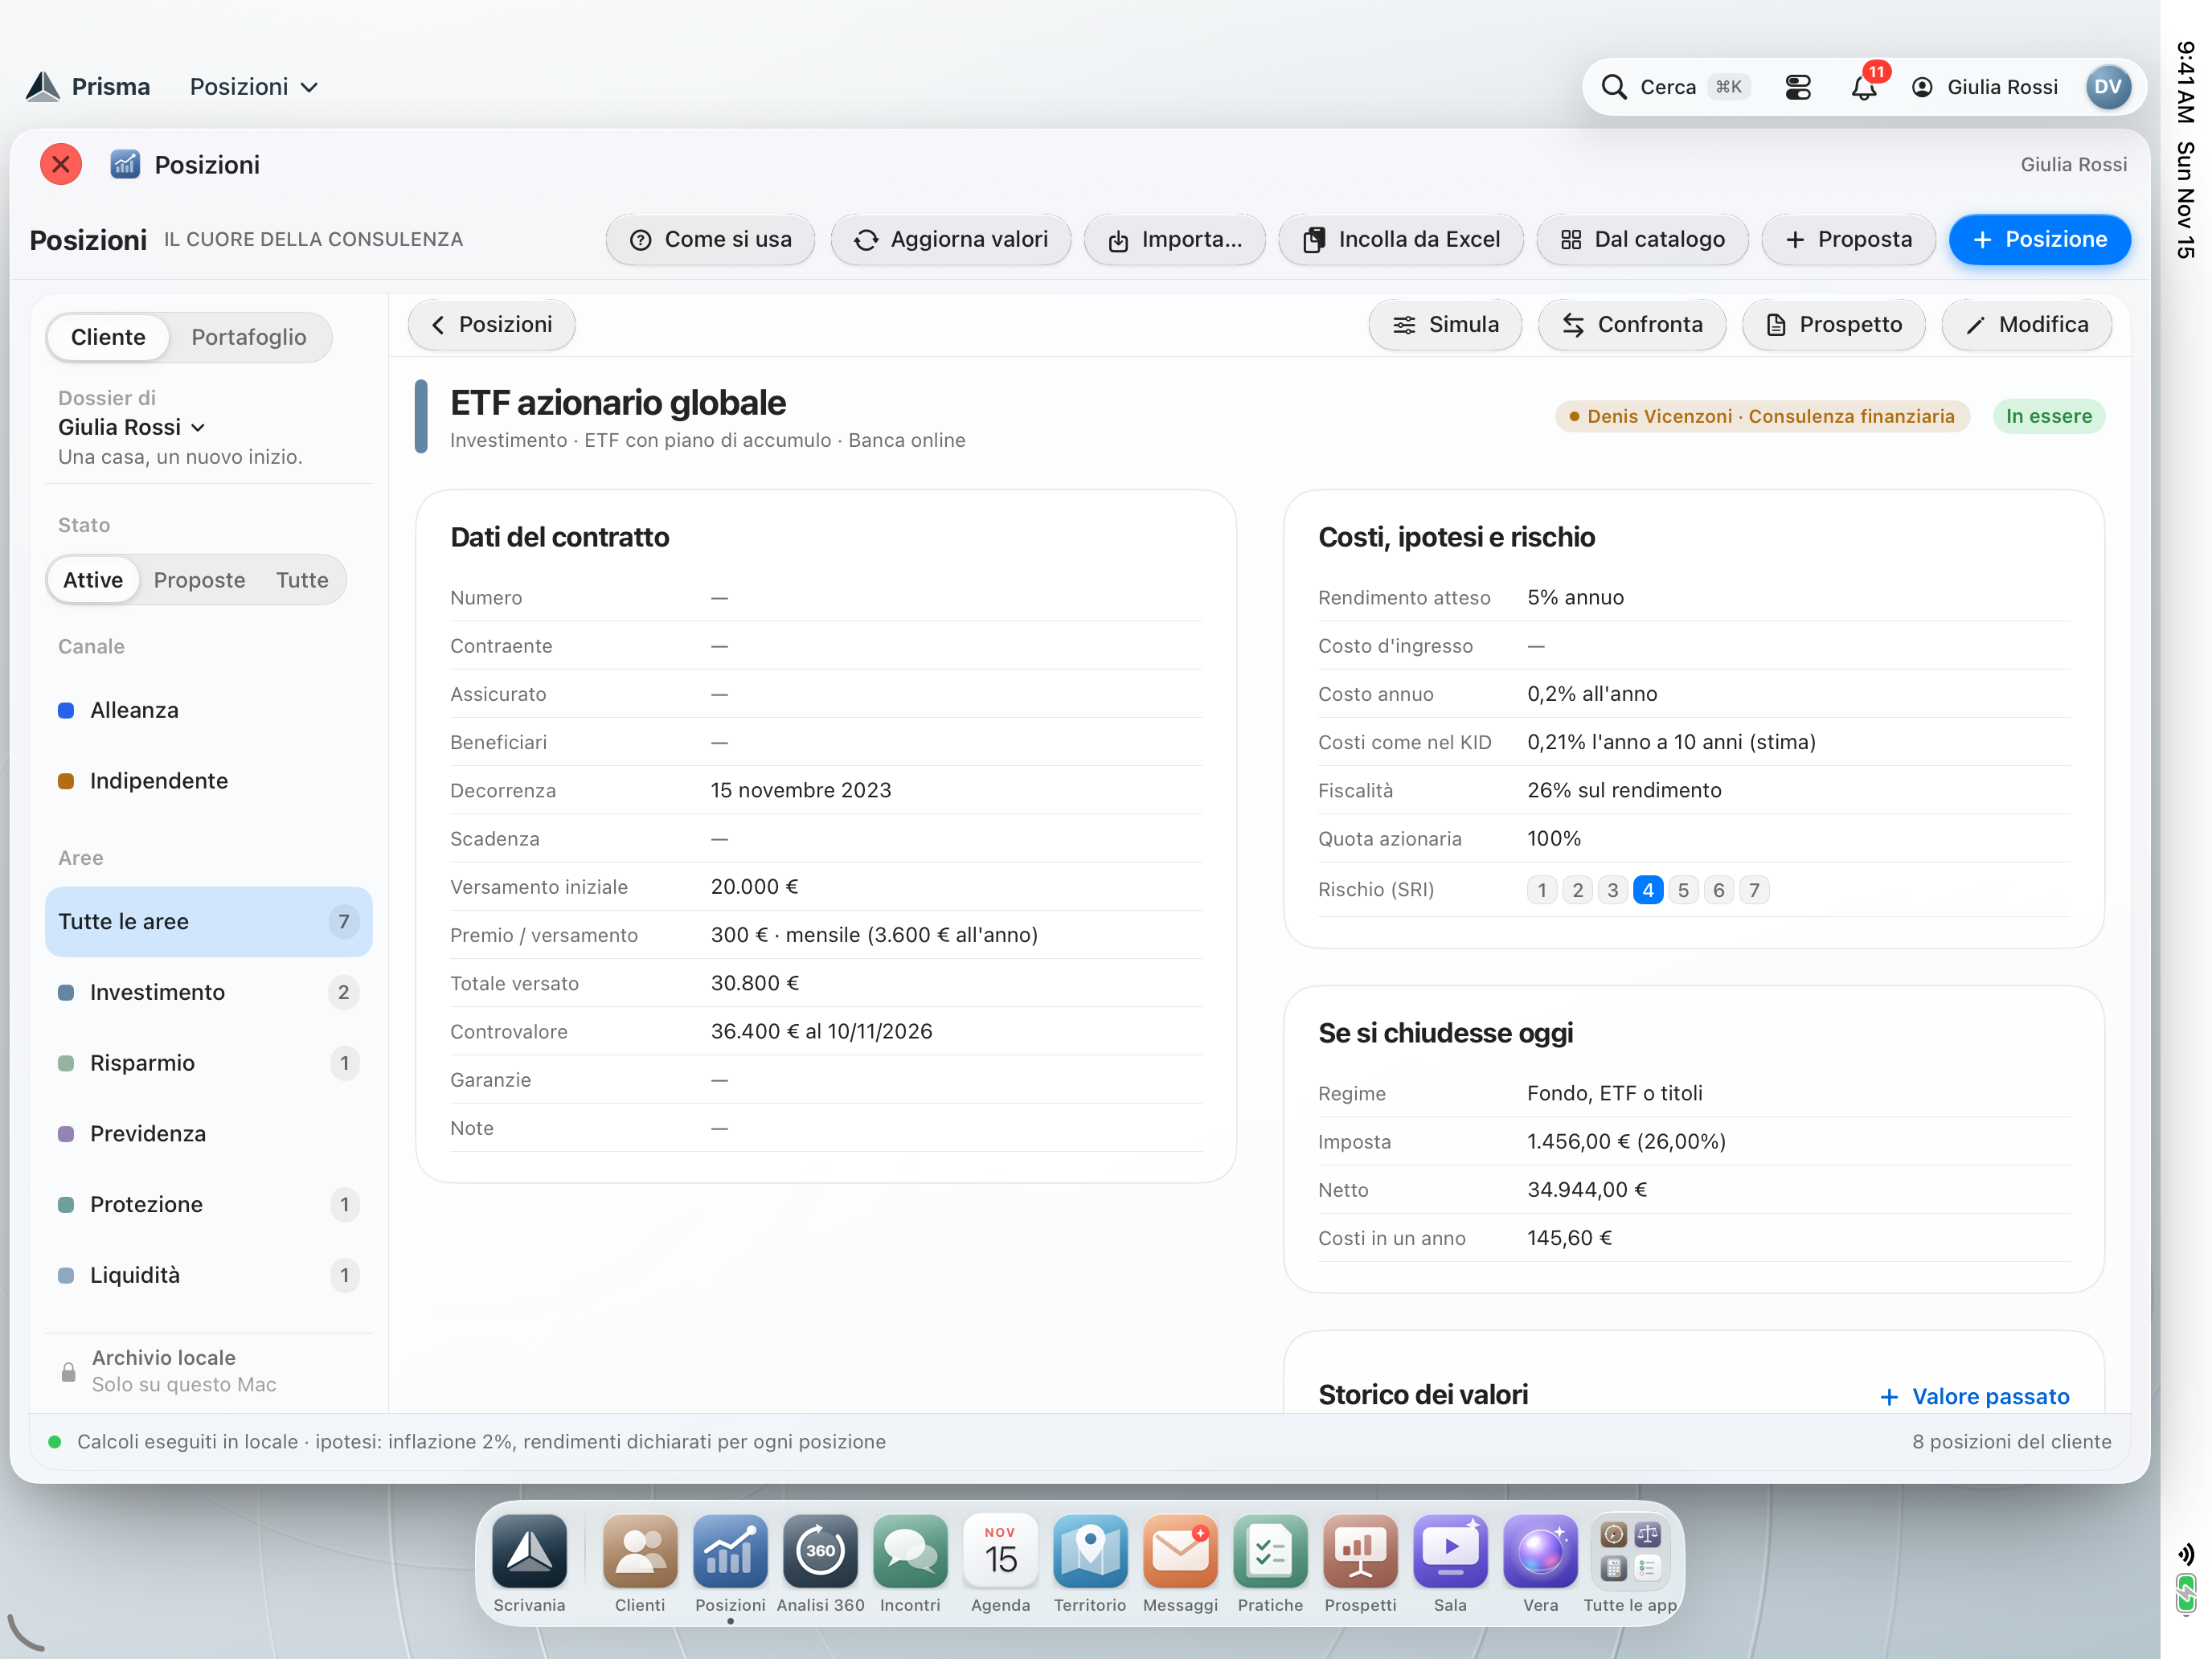 Prisma
Posizioni
Cerca ⌘K
11
Giulia Rossi
DV
9:41 AM Sun Nov 15
Posizioni
Giulia Rossi
Posizioni IL CUORE DELLA CONSULENZA
Come si usa
Aggiorna valori
Importa...
Incolla da Excel
Dal catalogo
+ Proposta
+ Posizione
Cliente
Portafoglio
Dossier di
Giulia Rossi
Una casa, un nuovo inizio.
Stato
Attive
Proposte
Tutte
Canale
Alleanza
Indipendente
Aree
Tutte le aree 7
Investimento 2
Risparmio 1
Previdenza
Protezione 1
Liquidità 1
Archivio locale
Solo su questo Mac
Posizioni
Simula
Confronta
Prospetto
Modifica
ETF azionario globale
Investimento · ETF con piano di accumulo · Banca online
Denis Vicenzoni · Consulenza finanziaria
In essere
Dati del contratto
Numero —
Contraente —
Assicurato —
Beneficiari —
Decorrenza 15 novembre 2023
Scadenza —
Versamento iniziale 20.000 €
Premio / versamento 300 € · mensile (3.600 € all'anno)
Totale versato 30.800 €
Controvalore 36.400 € al 10/11/2026
Garanzie —
Note —
Costi, ipotesi e rischio
Rendimento atteso 5% annuo
Costo d'ingresso —
Costo annuo 0,2% all'anno
Costi come nel KID 0,21% l'anno a 10 anni (stima)
Fiscalità 26% sul rendimento
Quota azionaria 100%
Rischio (SRI) 1 2 3 4 5 6 7
Se si chiudesse oggi
Regime Fondo, ETF o titoli
Imposta 1.456,00 € (26,00%)
Netto 34.944,00 €
Costi in un anno 145,60 €
Storico dei valori
+ Valore passato
Calcoli eseguiti in locale · ipotesi: inflazione 2%, rendimenti dichiarati per ogni posizione
8 posizioni del cliente
360
NOV
15
Scrivania
Clienti
Posizioni
Analisi 360
Incontri
Agenda
Territorio
Messaggi
Pratiche
Prospetti
Sala
Vera
Tutte le app